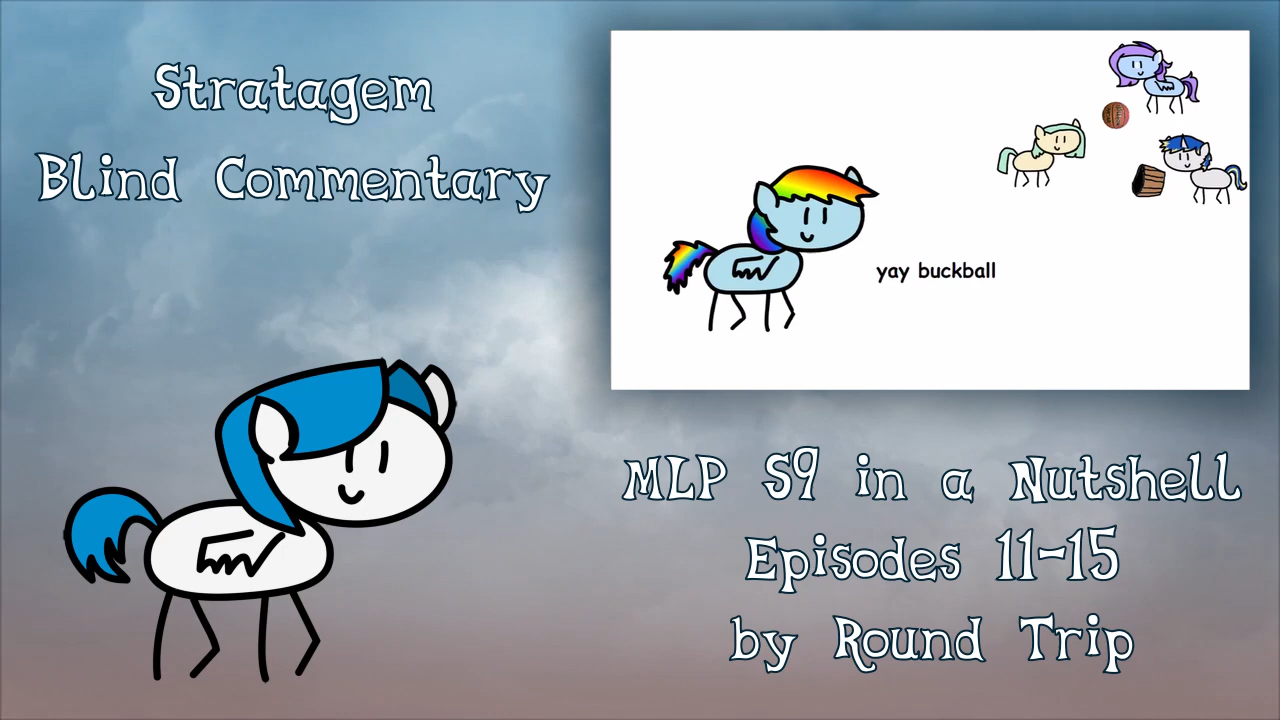 Stratagem
Blind Commentary
yay buckball
MLP S9 in a Nutshell
Episodes 11-15
by Round Trip